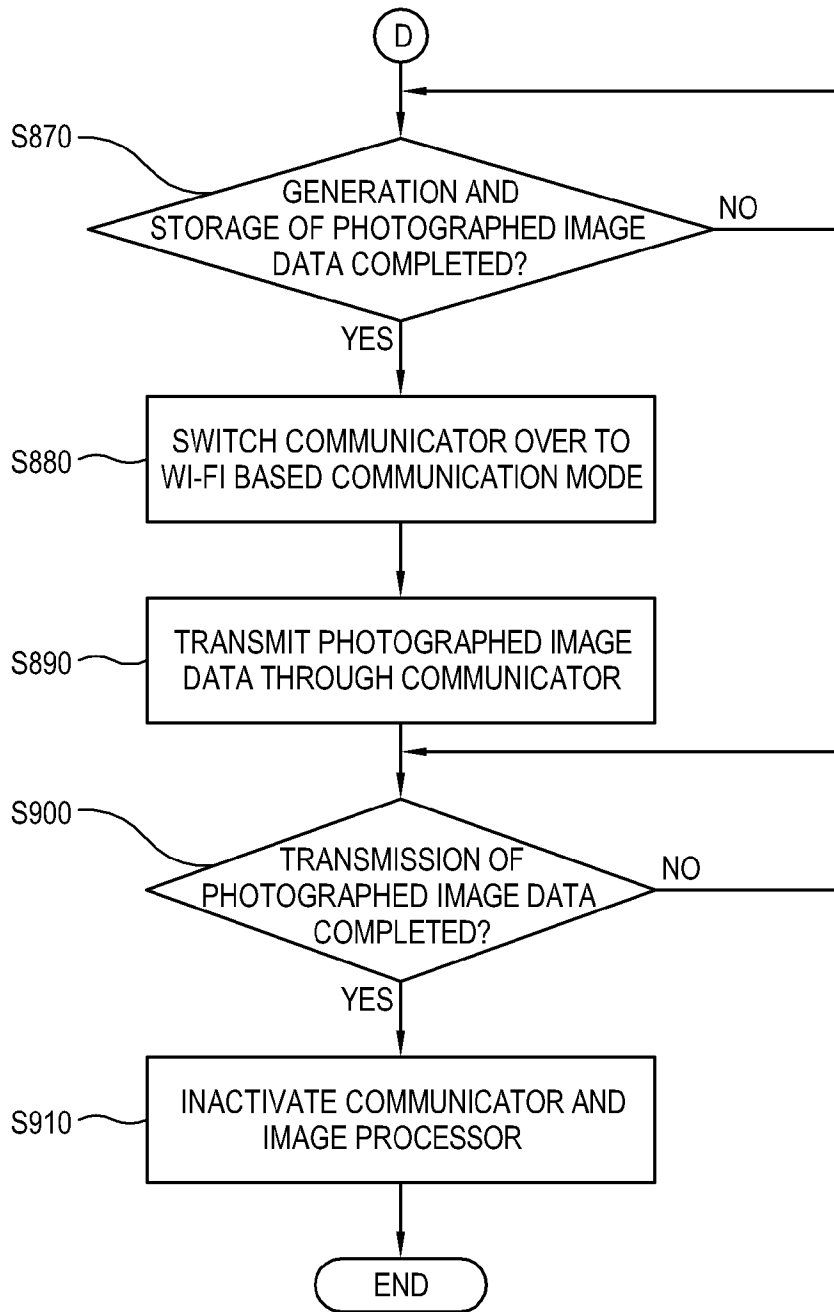 D
S870
GENERATION AND
STORAGE OF PHOTOGRAPHED IMAGE
DATA COMPLETED?
NO
YES
S880
SWITCH COMMUNICATOR OVER TO
WI-FI BASED COMMUNICATION MODE
S890
TRANSMIT PHOTOGRAPHED IMAGE
DATA THROUGH COMMUNICATOR
S900
TRANSMISSION OF
PHOTOGRAPHED IMAGE DATA
COMPLETED?
NO
YES
S910
INACTIVATE COMMUNICATOR AND
IMAGE PROCESSOR
END